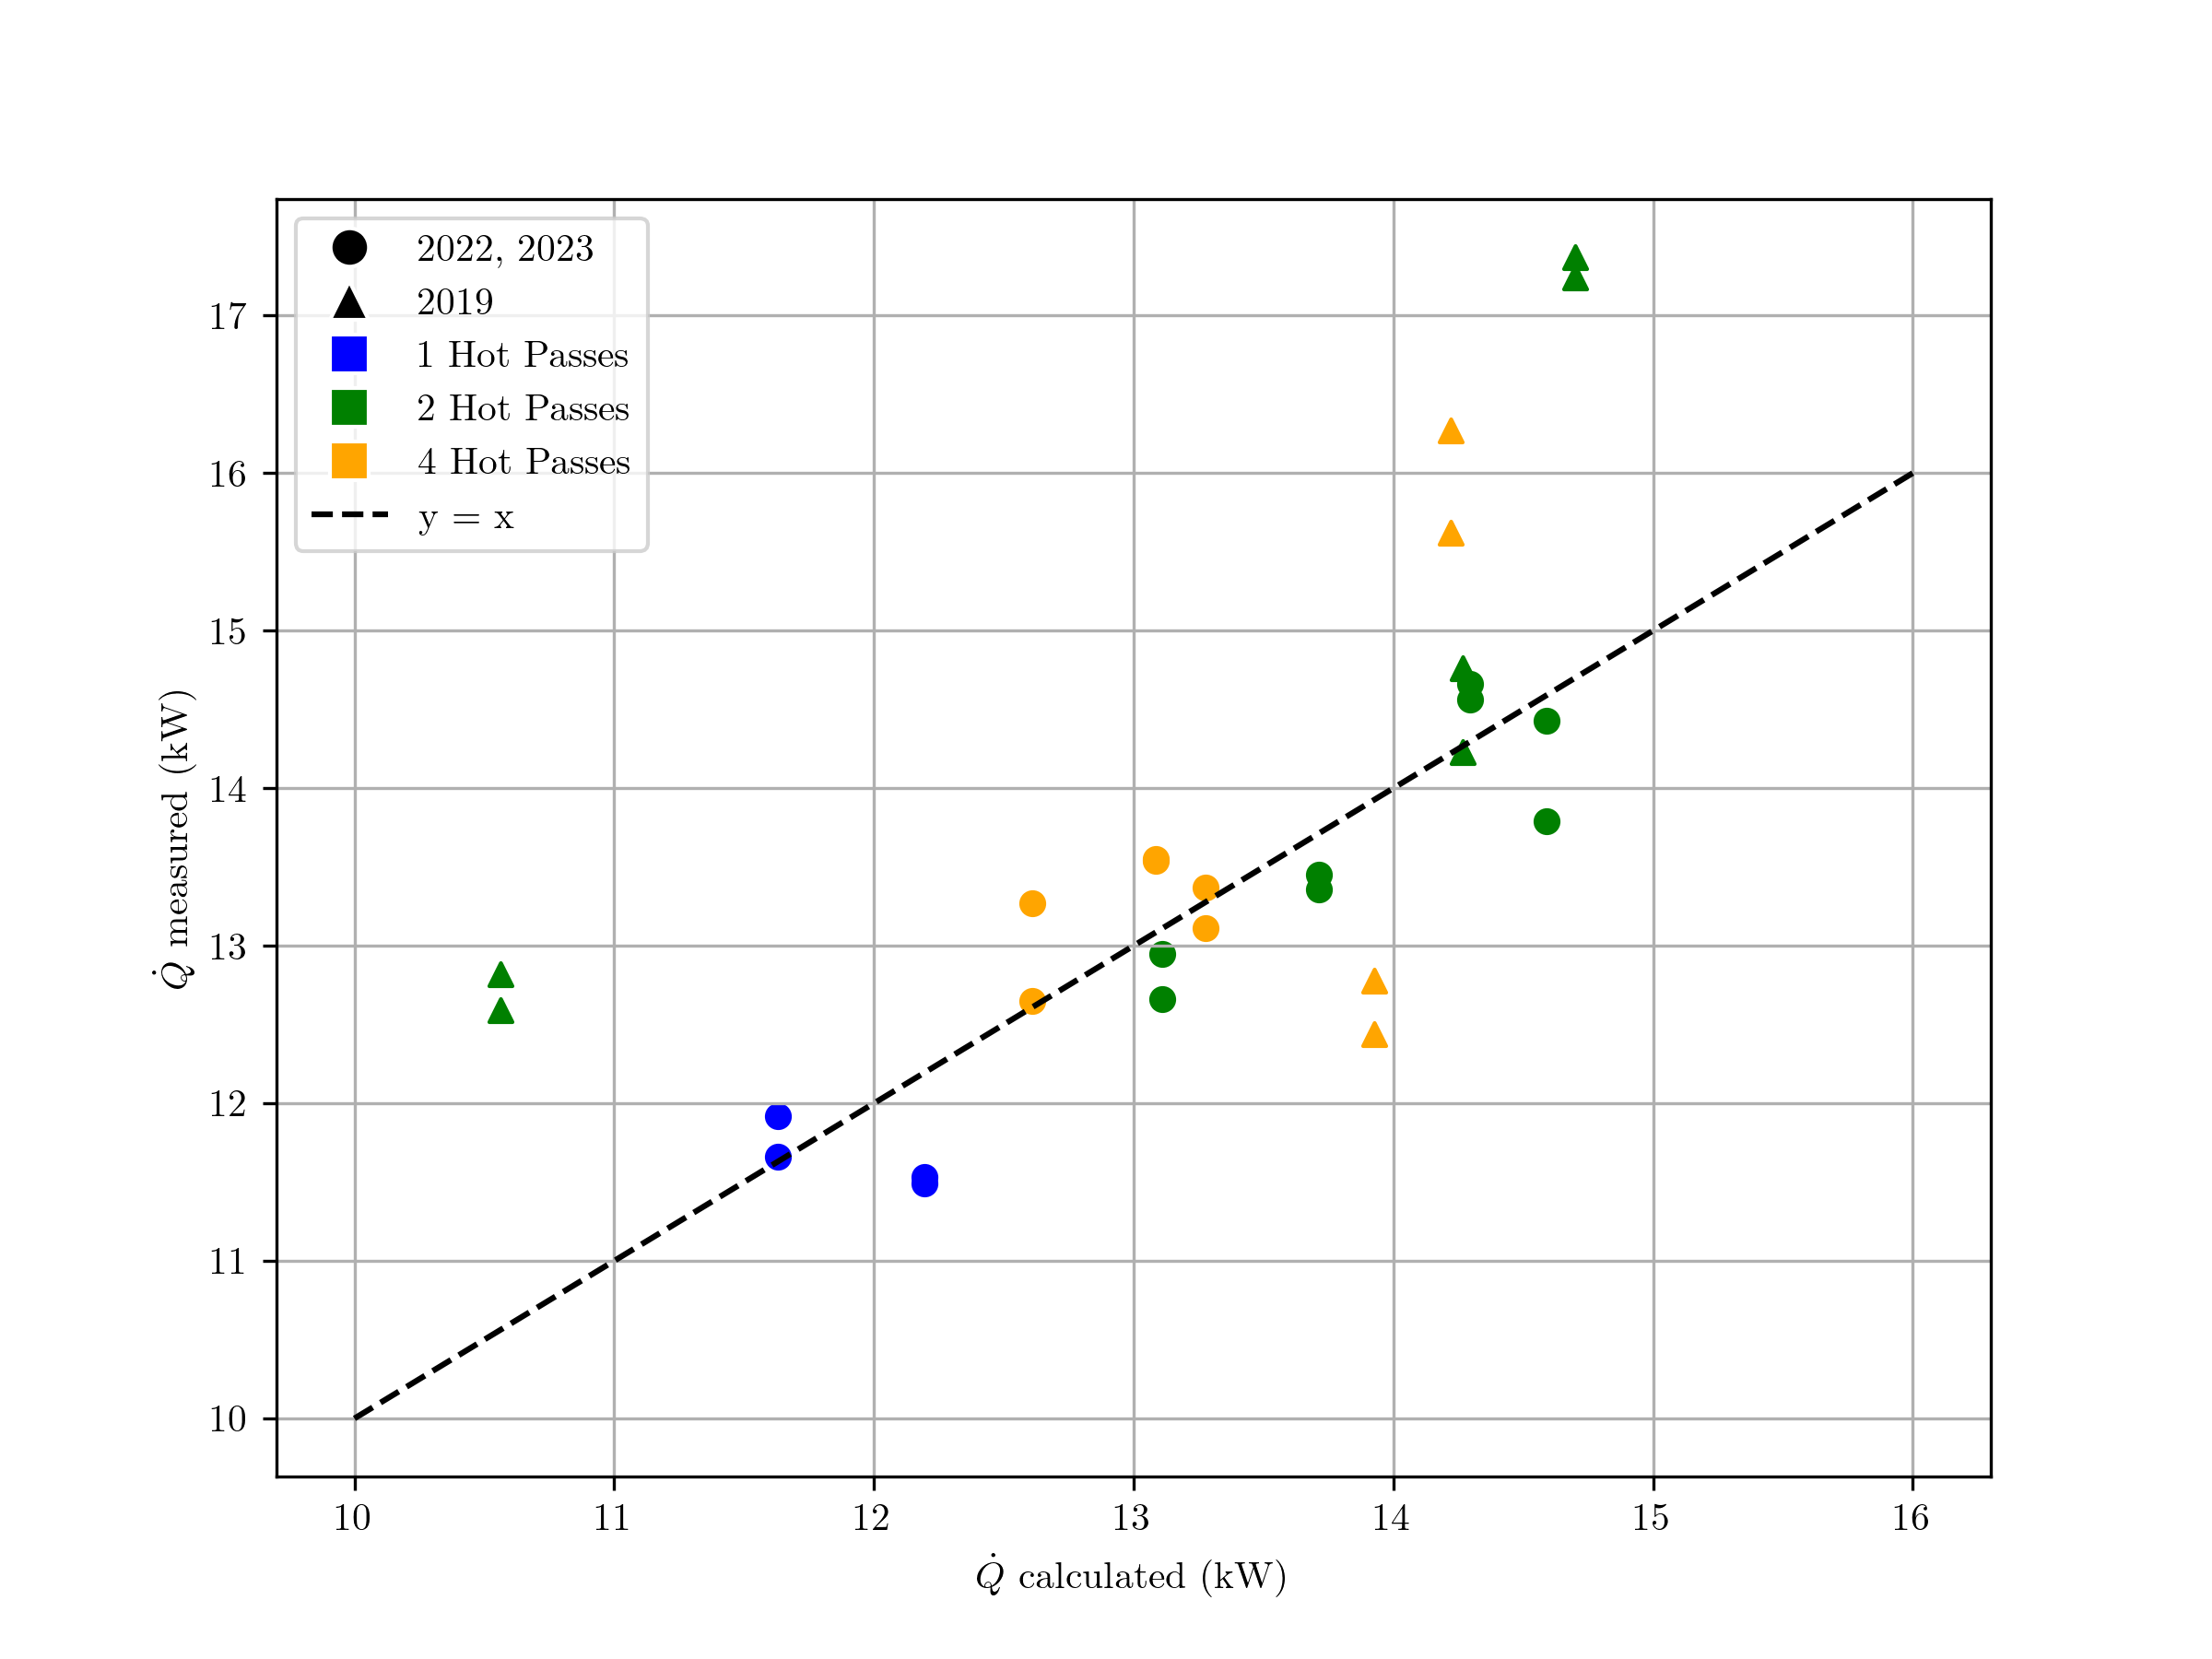 2022, 2023
2019
1 Hot Passes
2 Hot Passes
4 Hot Passes
y = x
17
16
15
14
13
12
11
10
Q̇ measured (kW)
10 11 12 13 14 15 16
Q̇ calculated (kW)